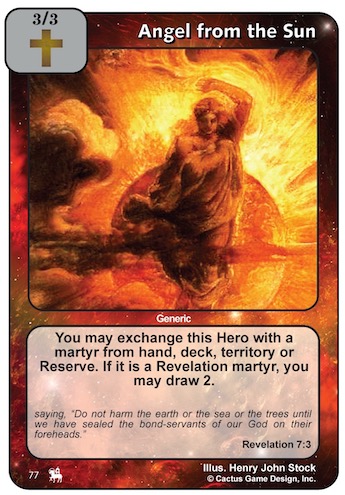 3/3
Angel from the Sun
Generic
You may exchange this Hero with a
martyr from hand, deck, territory or
Reserve. If it is a Revelation martyr, you
may draw 2.
saying, “Do not harm the earth or the sea or the trees until
we have sealed the bond-servants of our God on their
foreheads.”
Revelation 7:3
77
Illus. Henry John Stock
© Cactus Game Design, Inc.